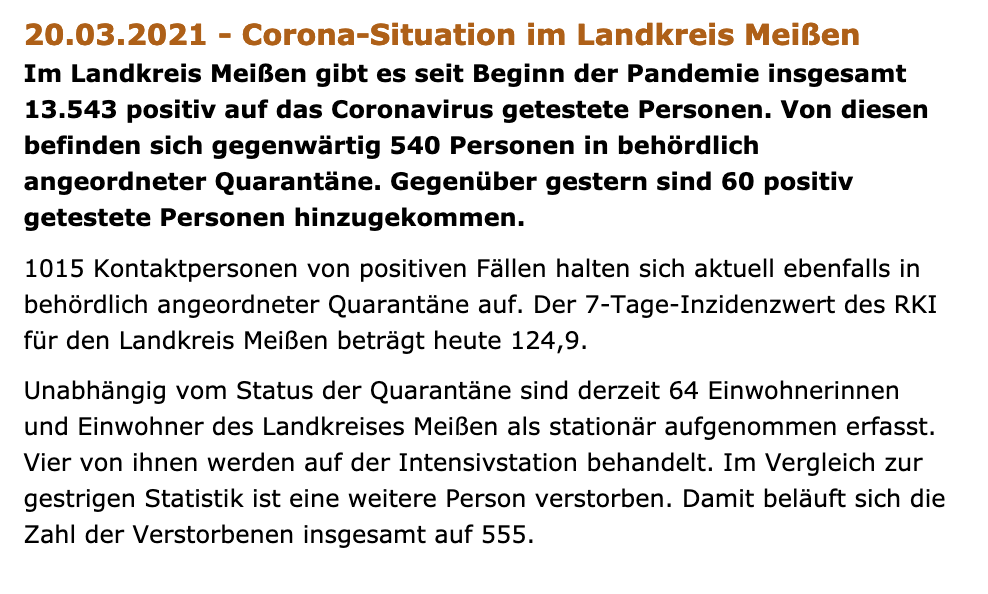 20.03.2021 - Corona-Situation im Landkreis Meißen
Im Landkreis Meißen gibt es seit Beginn der Pandemie insgesamt
13.543 positiv auf das Coronavirus getestete Personen. Von diesen
befinden sich gegenwärtig 540 Personen in behördlich
angeordneter Quarantäne. Gegenüber gestern sind 60 positiv
getestete Personen hinzugekommen.
1015 Kontaktpersonen von positiven Fällen halten sich aktuell ebenfalls in
behördlich angeordneter Quarantäne auf. Der 7-Tage-Inzidenzwert des RKI
für den Landkreis Meißen beträgt heute 124,9.
Unabhängig vom Status der Quarantäne sind derzeit 64 Einwohnerinnen
und Einwohner des Landkreises Meißen als stationär aufgenommen erfasst.
Vier von ihnen werden auf der Intensivstation behandelt. Im Vergleich zur
gestrigen Statistik ist eine weitere Person verstorben. Damit beläuft sich die
Zahl der Verstorbenen insgesamt auf 555.